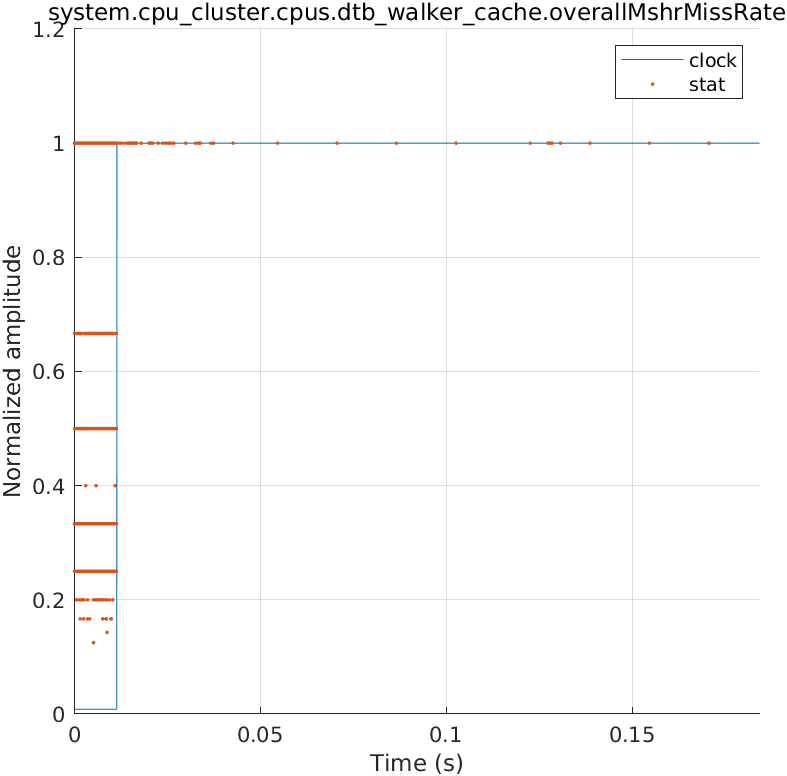 system.cpu_cluster.cpus.dtb_walker_cache.overallMshrMissRate
1.2
clock
stat
1
0.8
Normalized amplitude
0.6
0.4
0.2
0
0 0.05 0.1 0.15
Time (s)